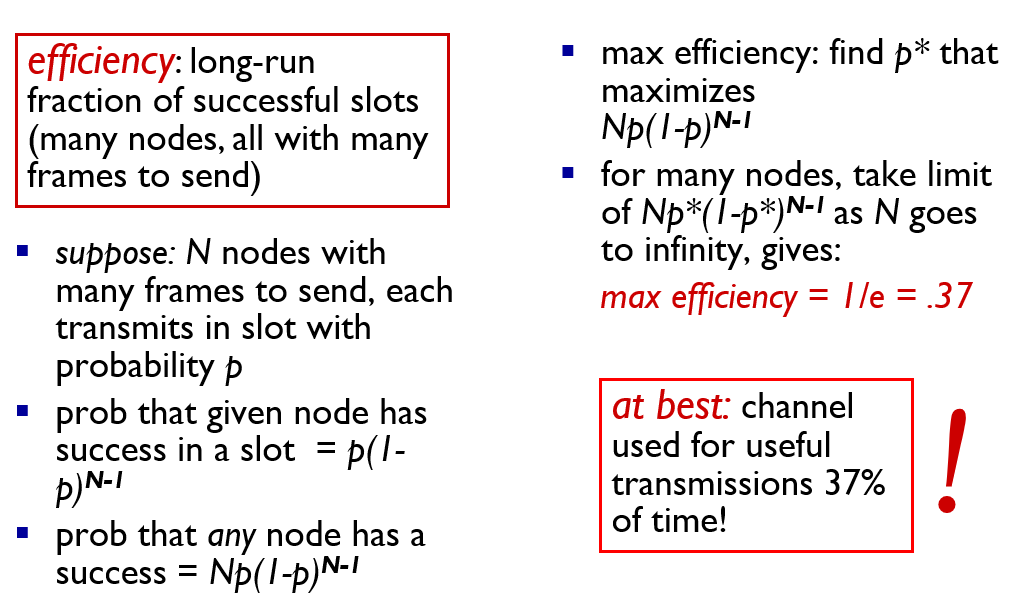 efficiency: long-run
fraction of successful slots
(many nodes, all with many
frames to send)
suppose: N nodes with
many frames to send, each
transmits in slot with
probability p
prob that given node has
success in a slot = p(1-
p)N-1
prob that any node has a
success = Np(1-p)N-1
max efficiency: find p* that
maximizes
Np(1-p)N-1
for many nodes, take limit
of Np*(1-p*)N-1 as N goes
to infinity, gives:
max efficiency = 1/e = .37
at best: channel
used for useful
transmissions 37%
of time!
!